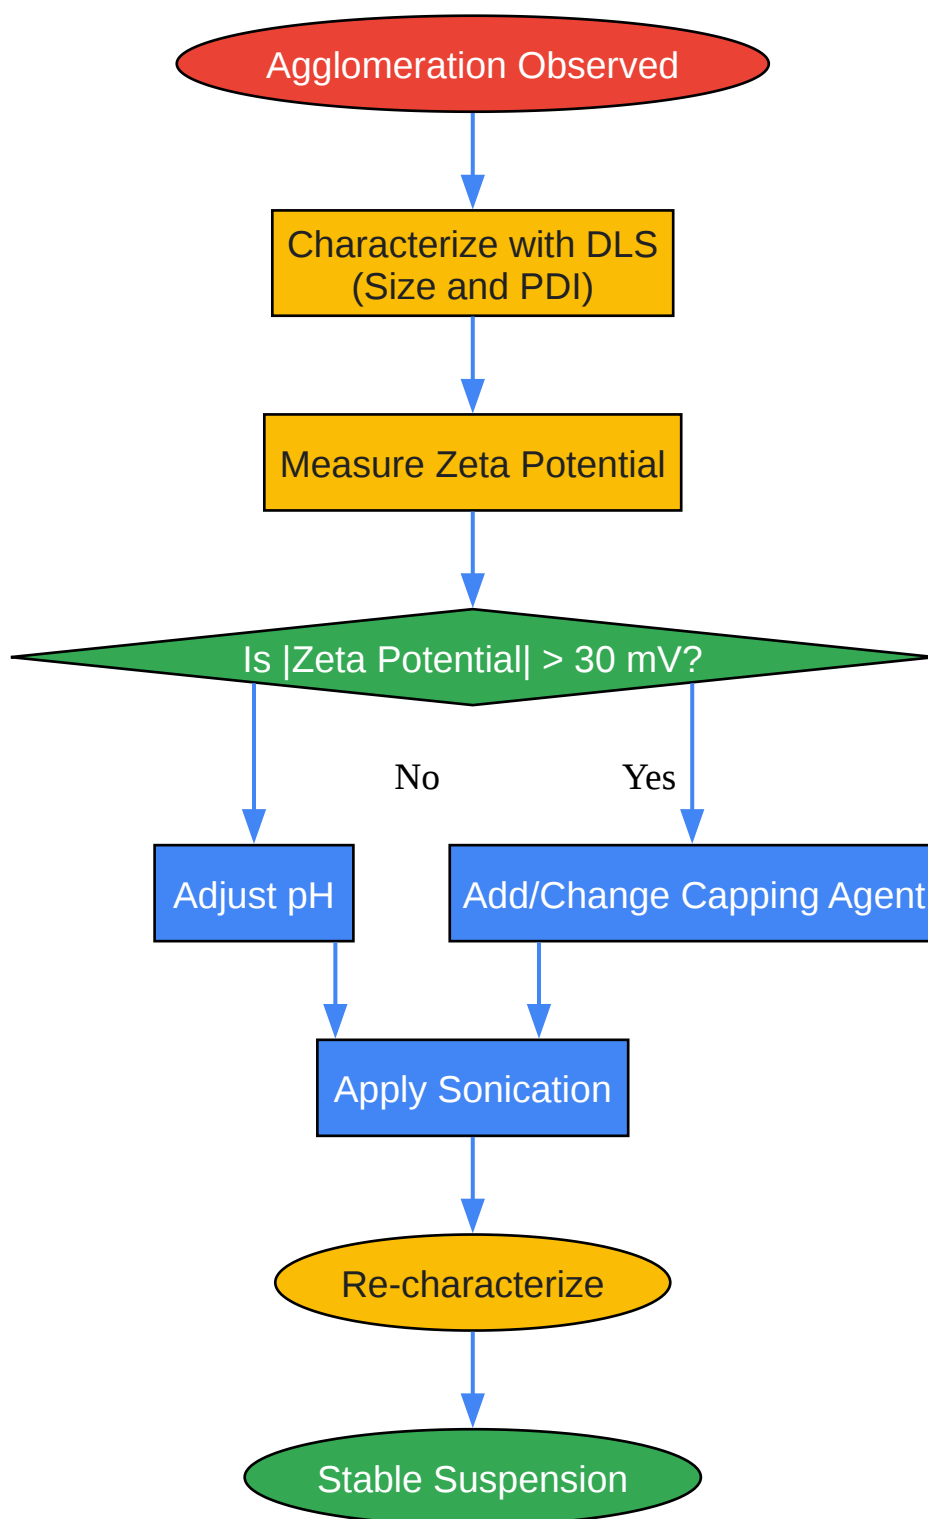 Agglomeration Observed
Characterize with DLS
(Size and PDI)
Measure Zeta Potential
Is |Zeta Potential| > 30 mV?
No
Yes
Adjust pH
Add/Change Capping Agent
Apply Sonication
Re-characterize
Stable Suspension